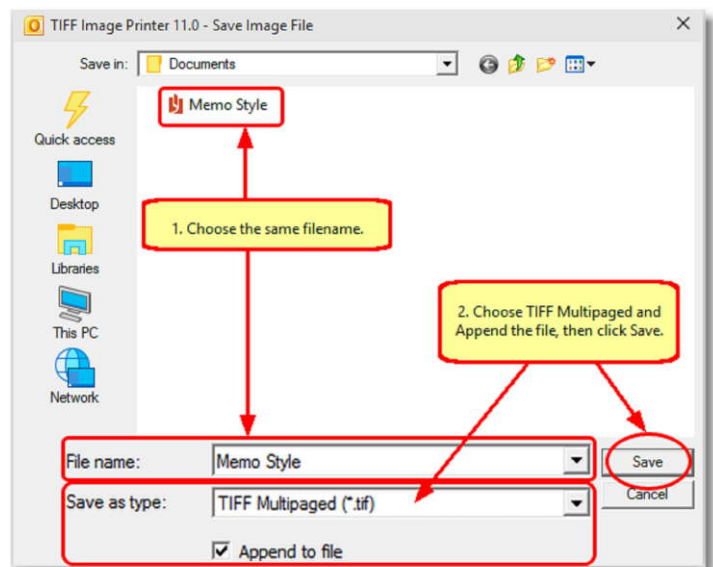 TIFF Image Printer 11.0 - Save Image File
Save in:
Documents
Memo Style
Quick access
Desktop
1. Choose the same filename.
Libraries
2. Choose TIFF Multipaged and
Append the file, then click Save.
This PC
Network
File name:
Memo Style
Save
Save as type:
TIFF Multipaged (*.tif)
Cancel
Append to file